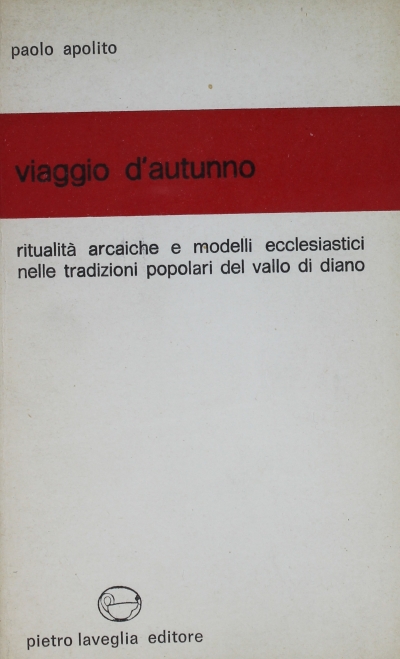 paolo apolito
viaggio d'autunno
ritualità arcaiche e modelli ecclesiastici
nelle tradizioni popolari del vallo di diano
pietro laveglia editore